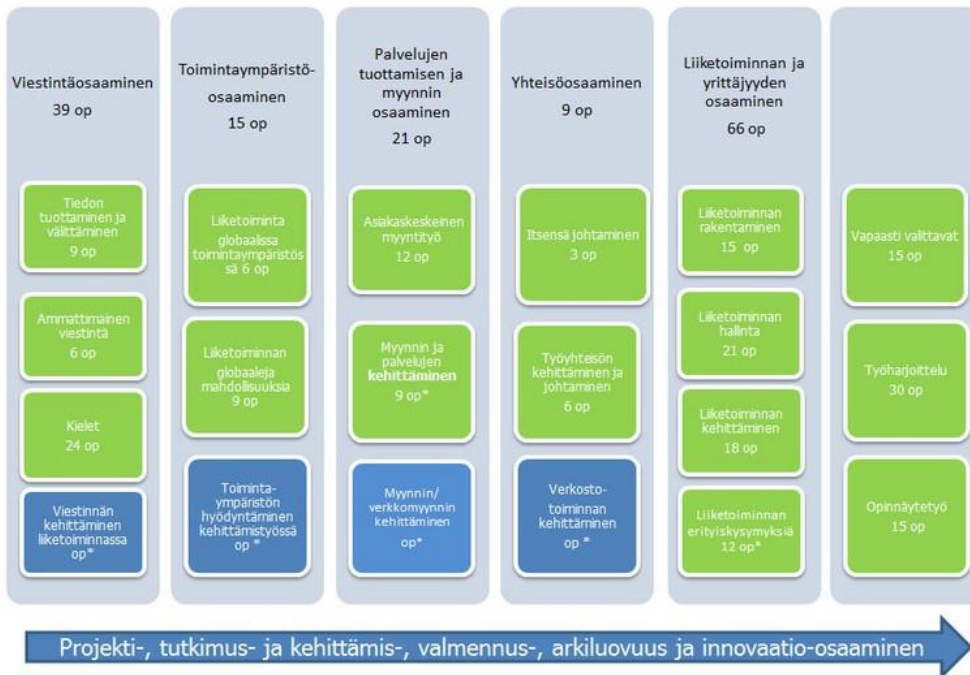 Viestintäosaaminen
39 op
Tiedon
tuottaminen ja
välittäminen
9 op
Ammattimainen
viestintä
6 op
Kielet
24 op
Viestinnän
kehittäminen
liiketoiminnassa
op*
Toimintaympäristö-
osaaminen
15 op
Liiketoiminta
globaalissa
toimintaympäristös
sä 6 op
Liiketoiminnan
globaaleja
mahdollisuuksia
9 op
Toiminta-
ympäristön
hyödyntäminen
kehittämistyössä
op *
Palvelujen
tuottamisen ja
myynnin
osaaminen
21 op
Asiakaskeskeinen
myyntityö
12 op
Myynnin ja
palvelujen
kehittäminen
9 op*
Myynnin/
verkkomyynnin
kehittäminen
op*
Yhteisöosaaminen
9 op
Itsensä johtaminen
3 op
Työyhteisön
kehittäminen ja
johtaminen
6 op
Verkosto-
toiminnan
kehittäminen
op *
Liiketoiminnan ja
yrittäjyyden
osaaminen
66 op
Liiketoiminnan
rakentaminen
15 op
Liiketoiminnan
hallinta
21 op
Liiketoiminnan
kehittäminen
18 op
Liiketoiminnan
erityiskysymyksiä
12 op*
Vapaasti valittavat
15 op
Työharjoittelu
30 op
Opinnäytetyö
15 op
Projekti-, tutkimus- ja kehittämis-, valmennus-, arkiluovuus ja innovaatio-osaaminen